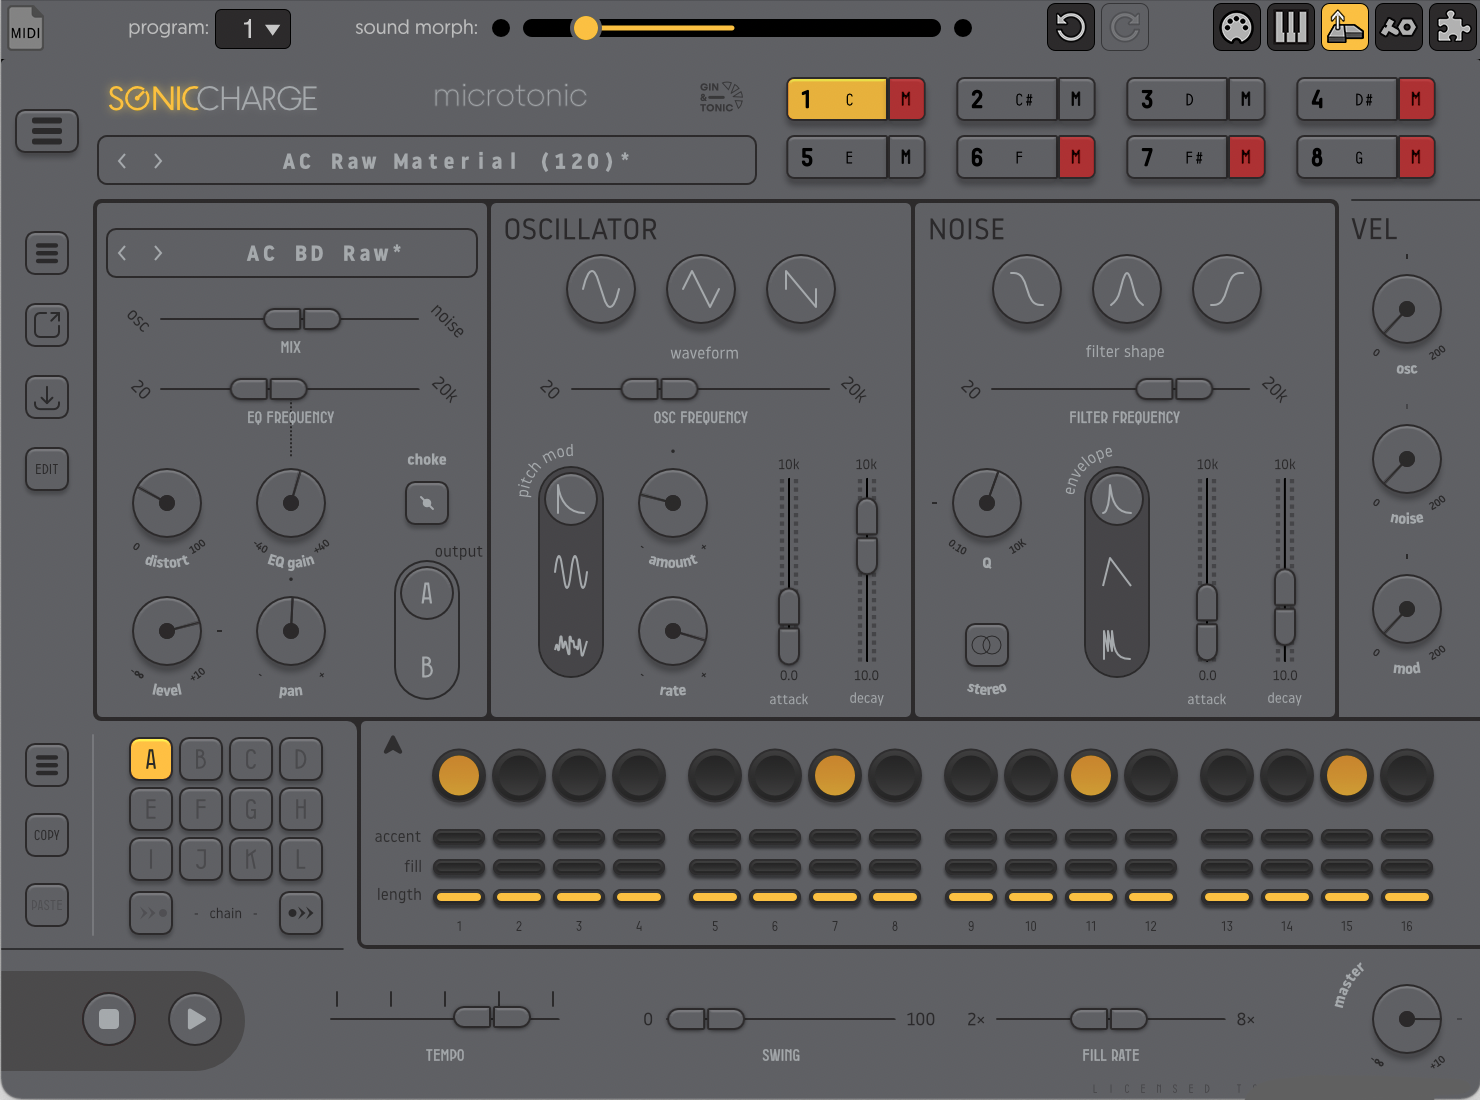 MIDI
program: 1
sound morph:
SONICCHARGE
microtonic
GIN
&
TONIC
1 C M
2 C# M
3 D M
4 D# M
5 E M
6 F M
7 F# M
8 G M
AC Raw Material (120)*
AC BD Raw*
osc
noise
MIX
20
20k
EQ FREQUENCY
choke
0
100
distort
-40
+40
EQ gain
output
A
B
-∞
+10
level
-
+
pan
EDIT
OSCILLATOR
waveform
20
20k
OSC FREQUENCY
pitch mod
-
+
amount
-
+
rate
10k
10k
0.0
10.0
attack
decay
NOISE
filter shape
20
20k
FILTER FREQUENCY
0.10
10K
Q
stereo
envelope
10k
10k
0.0
10.0
attack
decay
VEL
0
200
osc
0
200
noise
0
200
mod
A B C D
E F G H
I J K L
COPY
PASTE
- chain -
accent
fill
length
1 2 3 4 5 6 7 8 9 10 11 12 13 14 15 16
TEMPO
0
100
SWING
2×
8×
FILL RATE
master
-∞
+10
LICENSED